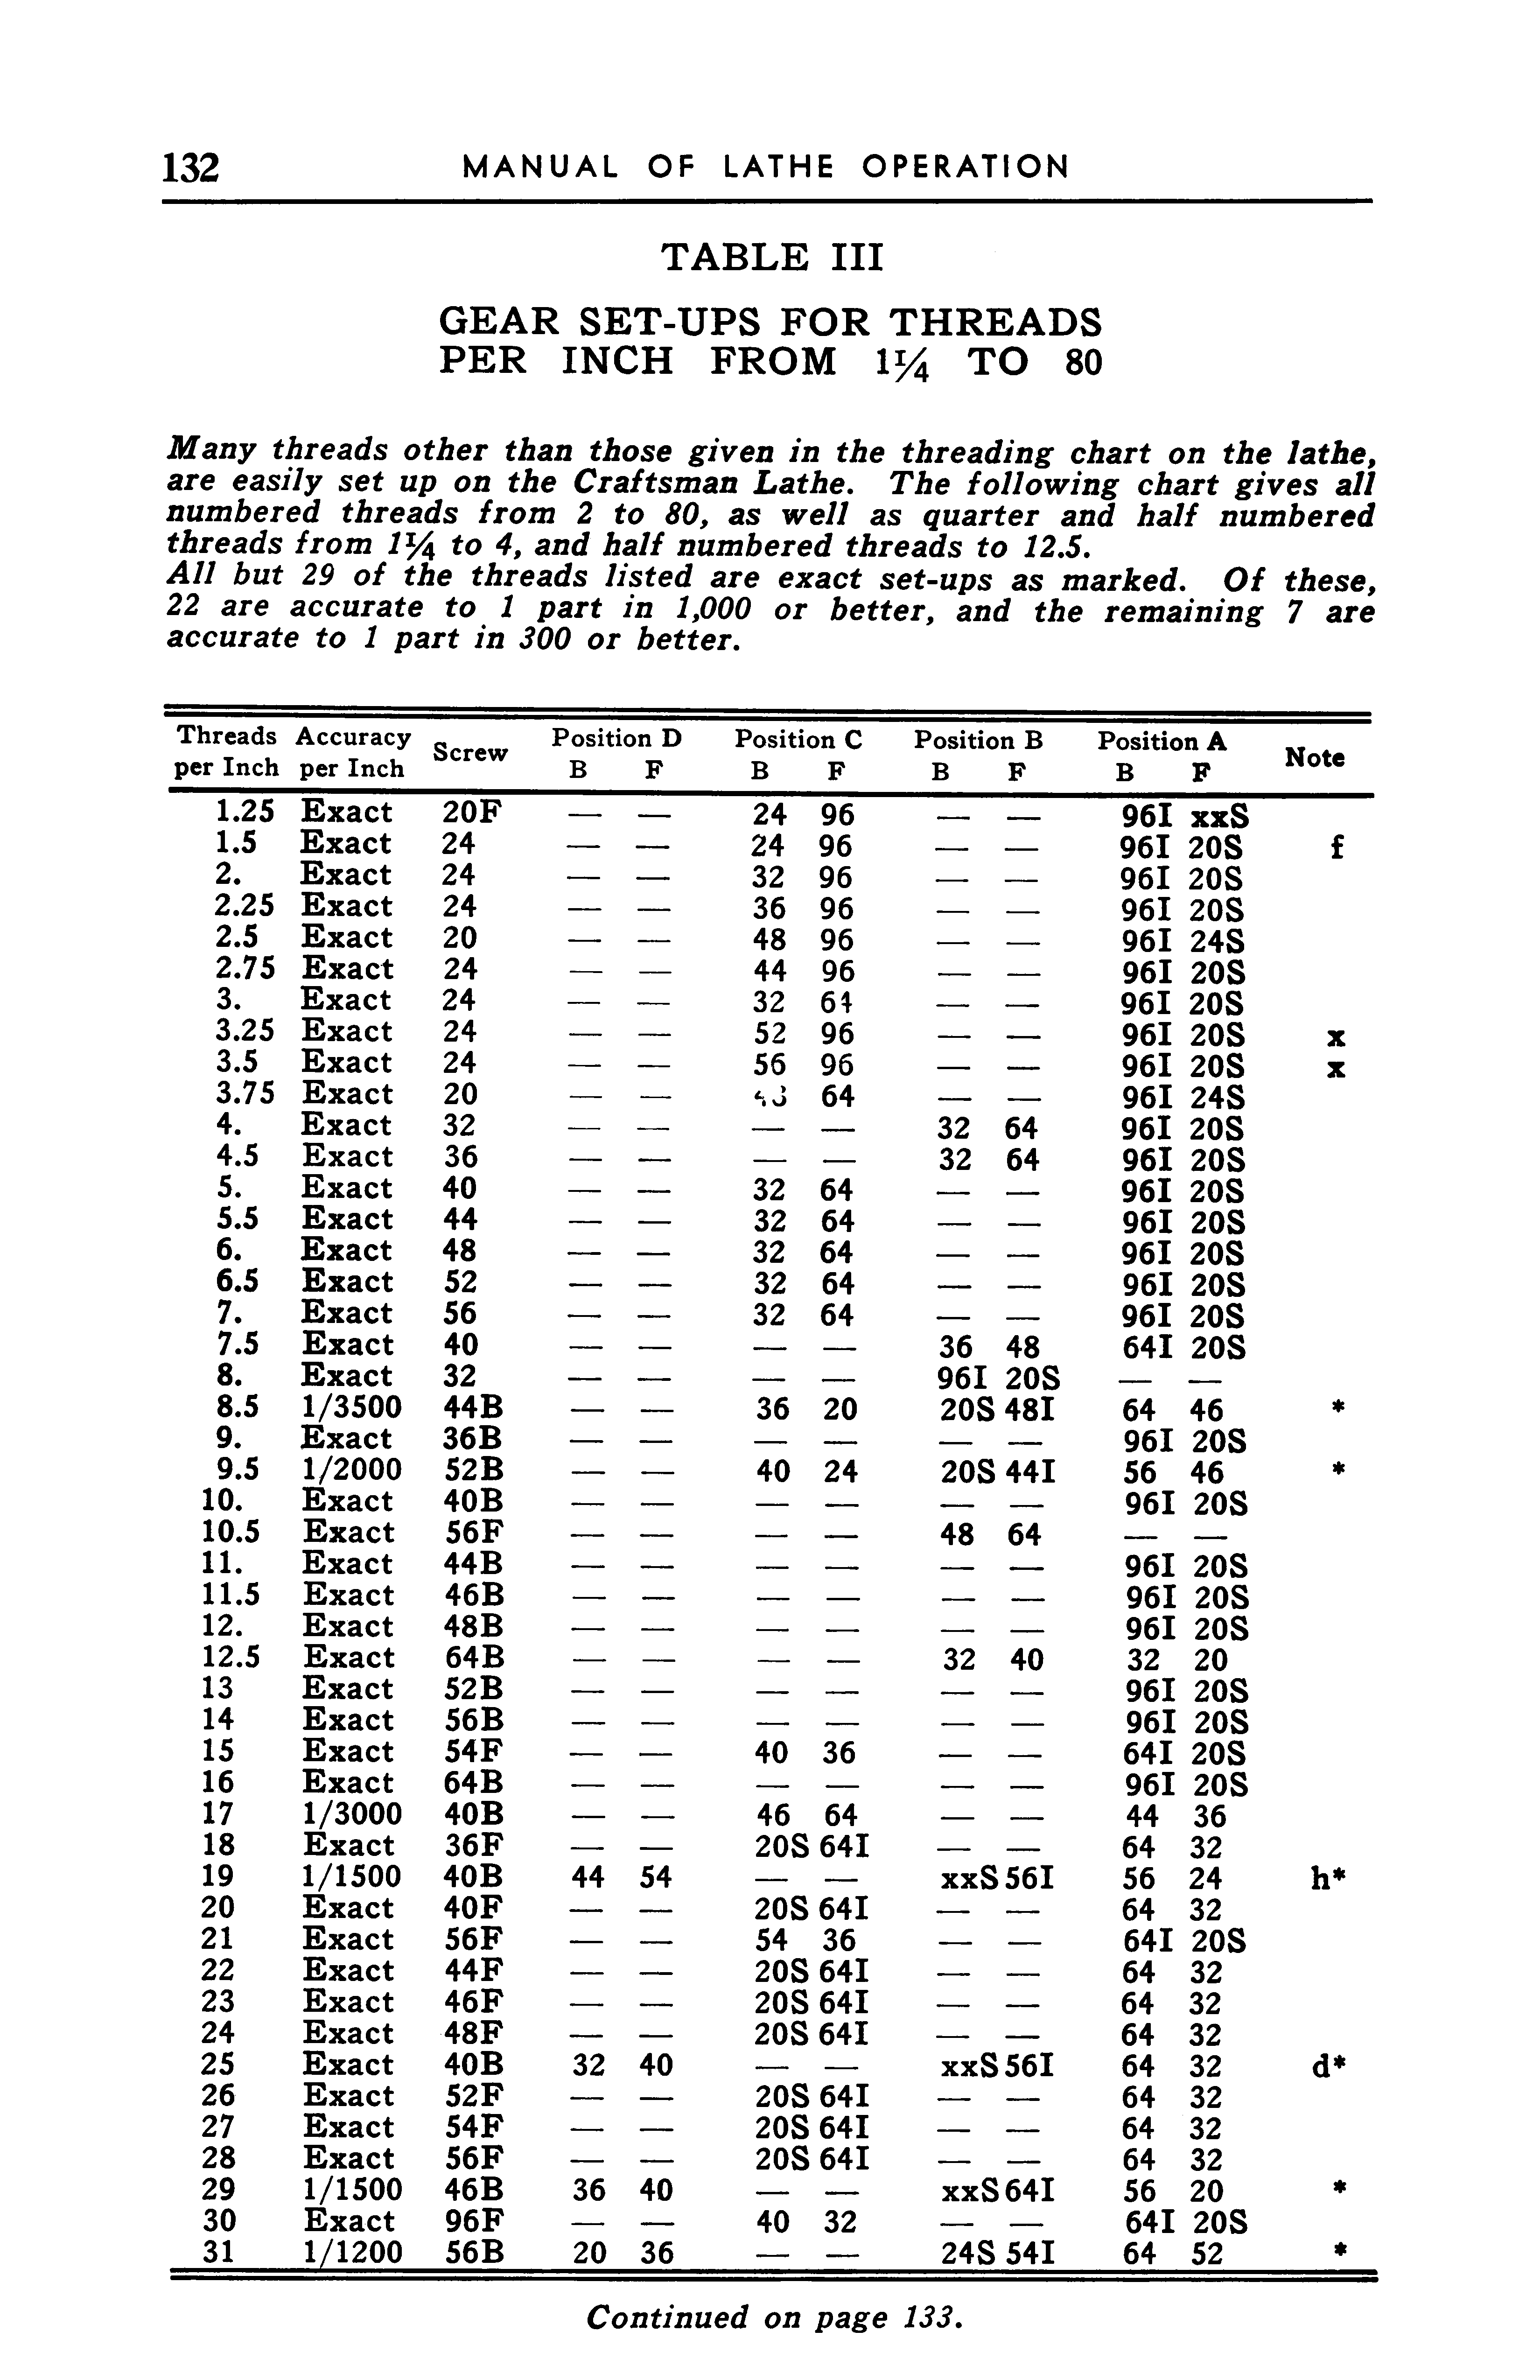 132 MANUAL OF LATHE OPERATION
TABLE III
GEAR SET-UPS FOR THREADS
PER INCH FROM 1¼ TO 80
Many threads other than those given in the threading chart on the lathe,
are easily set up on the Craftsman Lathe. The following chart gives all
numbered threads from 2 to 80, as well as quarter and half numbered
threads from 1¼ to 4, and half numbered threads to 12.5.
All but 29 of the threads listed are exact set-ups as marked. Of these,
22 are accurate to 1 part in 1,000 or better, and the remaining 7 are
accurate to 1 part in 300 or better.
Threads Accuracy Screw Position D Position C Position B Position A Note
per Inch per Inch B F B F B F B F
1.25 Exact 20F — — 24 96 — — 96I xxS
1.5 Exact 24 — — 24 96 — — 96I 20S f
2. Exact 24 — — 32 96 — — 96I 20S
2.25 Exact 24 — — 36 96 — — 96I 20S
2.5 Exact 20 — — 48 96 — — 96I 24S
2.75 Exact 24 — — 44 96 — — 96I 20S
3. Exact 24 — — 32 64 — — 96I 20S
3.25 Exact 24 — — 52 96 — — 96I 20S x
3.5 Exact 24 — — 56 96 — — 96I 20S x
3.75 Exact 20 — — 64 — — 96I 24S
4. Exact 32 — — — — 32 64 96I 20S
4.5 Exact 36 — — — — 32 64 96I 20S
5. Exact 40 — — 32 64 — — 96I 20S
5.5 Exact 44 — — 32 64 — — 96I 20S
6. Exact 48 — — 32 64 — — 96I 20S
6.5 Exact 52 — — 32 64 — — 96I 20S
7. Exact 56 — — 32 64 — — 96I 20S
7.5 Exact 40 — — — — 36 48 64I 20S
8. Exact 32 — — — — 96I 20S — —
8.5 1/3500 44B — — 36 20 20S 48I 64 46 *
9. Exact 36B — — — — — — 96I 20S
9.5 1/2000 52B — — 40 24 20S 44I 56 46 *
10. Exact 40B — — — — — — 96I 20S
10.5 Exact 56F — — — — 48 64 — —
11. Exact 44B — — — — — — 96I 20S
11.5 Exact 46B — — — — — — 96I 20S
12. Exact 48B — — — — — — 96I 20S
12.5 Exact 64B — — — — 32 40 32 20
13 Exact 52B — — — — — — 96I 20S
14 Exact 56B — — — — — — 96I 20S
15 Exact 54F — — 40 36 — — 64I 20S
16 Exact 64B — — — — — — 96I 20S
17 1/3000 40B — — 46 64 — — 44 36
18 Exact 36F — — 20S 64I — — 64 32
19 1/1500 40B 44 54 — — xxS 56I 56 24 h*
20 Exact 40F — — 20S 64I — — 64 32
21 Exact 56F — — 54 36 — — 64I 20S
22 Exact 44F — — 20S 64I — — 64 32
23 Exact 46F — — 20S 64I — — 64 32
24 Exact 48F — — 20S 64I — — 64 32
25 Exact 40B 32 40 — — xxS 56I 64 32 d*
26 Exact 52F — — 20S 64I — — 64 32
27 Exact 54F — — 20S 64I — — 64 32
28 Exact 56F — — 20S 64I — — 64 32
29 1/1500 46B 36 40 — — xxS 64I 56 20 *
30 Exact 96F — — 40 32 — — 64I 20S
31 1/1200 56B 20 36 — — 24S 54I 64 52 *
Continued on page 133.